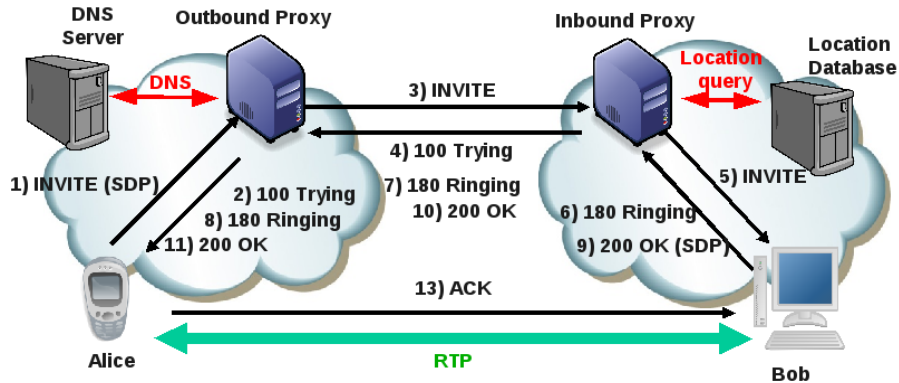 DNS
Server
Outbound Proxy
Inbound Proxy
Location
Database
DNS
Location
query
3) INVITE
4) 100 Trying
7) 180 Ringing
10) 200 OK
1) INVITE (SDP)
2) 100 Trying
8) 180 Ringing
11) 200 OK
5) INVITE
6) 180 Ringing
9) 200 OK (SDP)
13) ACK
RTP
Alice
Bob